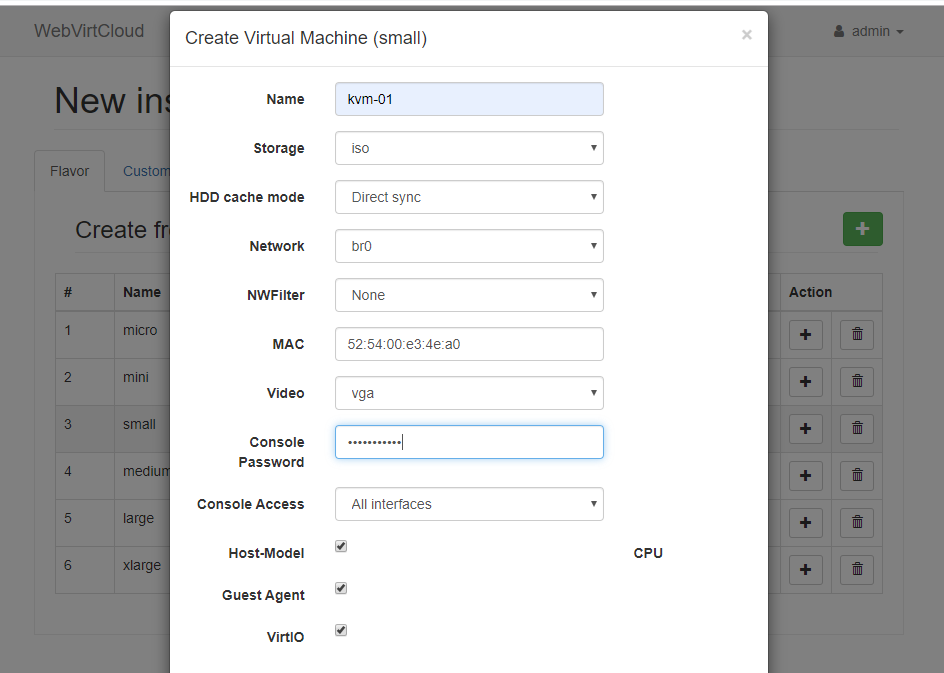 WebVirtCloud
admin
Create Virtual Machine (small)
×
New ins
Flavor
Custom
Create fr
# Name Action
1 micro
2 mini
3 small
4 medium
5 large
6 xlarge
Name kvm-01
Storage iso
HDD cache mode Direct sync
Network br0
NWFilter None
MAC 52:54:00:e3:4e:a0
Video vga
Console
Password •••••••••••
Console Access All interfaces
Host-Model CPU
Guest Agent
VirtIO